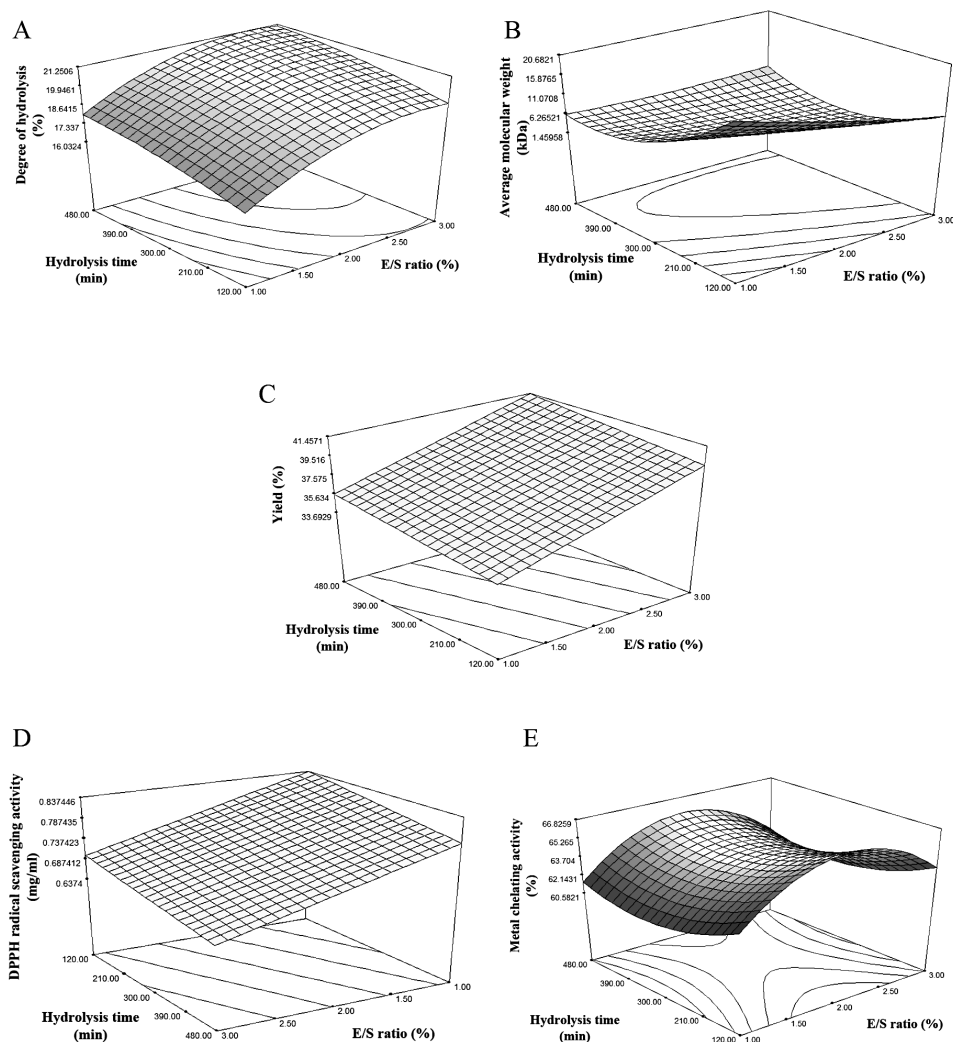 A
Degree of hydrolysis
(%)
21.2506
19.9461
18.6415
17.337
16.0324
480.00
390.00
300.00
210.00
120.00
Hydrolysis time
(min)
1.00
1.50
2.00
2.50
3.00
E/S ratio (%)
B
Average molecular weight
(kDa)
20.6821
15.8765
11.0708
6.26521
1.45958
480.00
390.00
300.00
210.00
120.00
Hydrolysis time
(min)
1.00
1.50
2.00
2.50
3.00
E/S ratio (%)
C
Yield (%)
41.4571
39.516
37.575
35.634
33.6929
480.00
390.00
300.00
210.00
120.00
Hydrolysis time
(min)
1.00
1.50
2.00
2.50
3.00
E/S ratio (%)
D
DPPH radical scavenging activity
(mg/ml)
0.837446
0.787435
0.737423
0.687412
0.6374
120.00
210.00
300.00
390.00
480.00
Hydrolysis time
(min)
3.00
2.50
2.00
1.50
1.00
E/S ratio (%)
E
Metal chelating activity
(%)
66.8259
65.265
63.704
62.1431
60.5821
480.00
390.00
300.00
210.00
120.00
Hydrolysis time
(min)
1.00
1.50
2.00
2.50
3.00
E/S ratio (%)